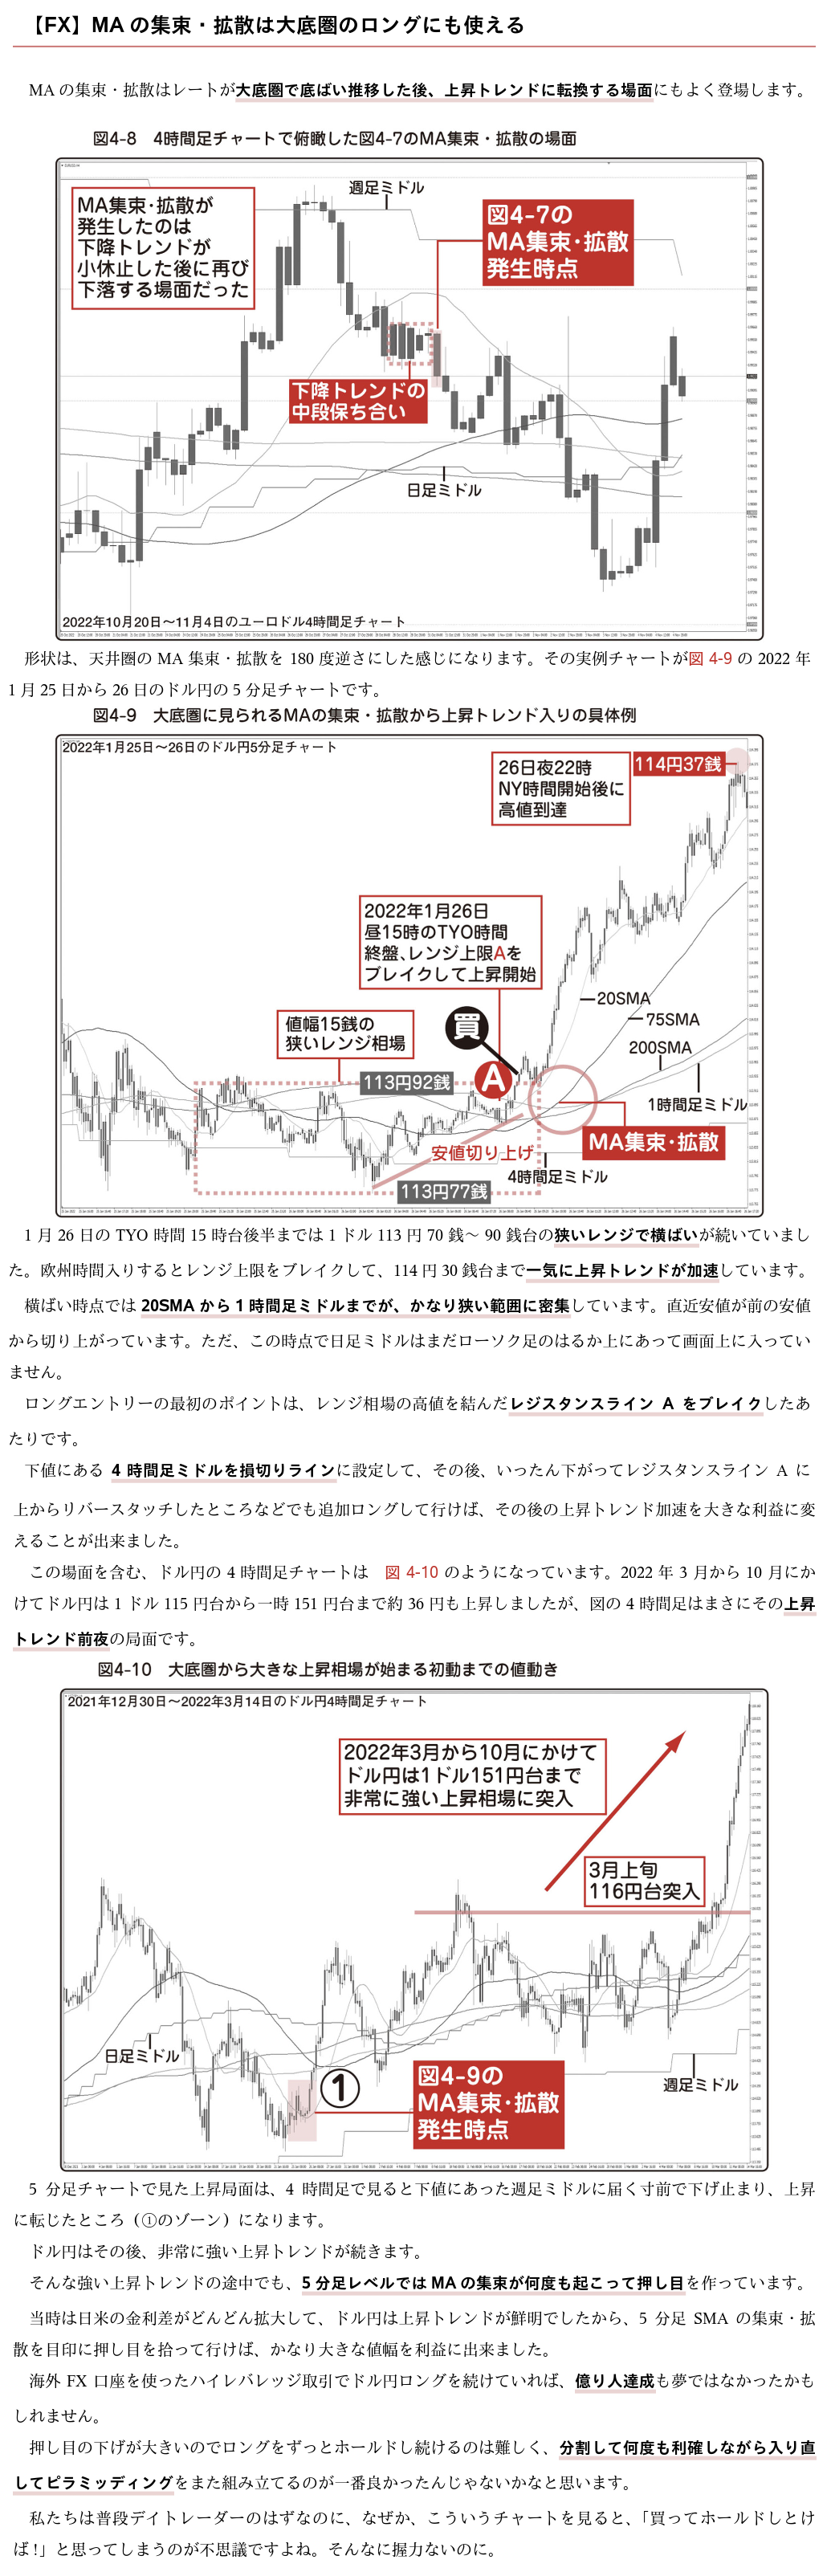 【FX】MAの集束・拡散は大底圏のロングにも使える
MAの集束・拡散はレートが大底圏で底ばい推移した後、上昇トレンドに転換する場面にもよく登場します。
図4-8　4時間足チャートで俯瞰した図4-7のMA集束・拡散の場面
週足ミドル
MA集束・拡散が
発生したのは
下降トレンドが
小休止した後に再び
下落する場面だった
図4-7の
MA集束・拡散
発生時点
下降トレンドの
中段保ち合い
日足ミドル
2022年10月20日〜11月4日のユーロドル4時間足チャート
形状は、天井圏の MA 集束・拡散を 180 度逆さにした感じになります。その実例チャートが図 4-9 の 2022 年
1 月 25 日から 26 日のドル円の 5 分足チャートです。
図4-9　大底圏に見られるMAの集束・拡散から上昇トレンド入りの具体例
2022年1月25日〜26日のドル円5分足チャート
26日夜22時
NY時間開始後に
高値到達
114円37銭
2022年1月26日
昼15時のTYO時間
終盤、レンジ上限Aを
ブレイクして上昇開始
20SMA
75SMA
200SMA
値幅15銭の
狭いレンジ相場
買
A
113円92銭
1時間足ミドル
MA集束・拡散
安値切り上げ
4時間足ミドル
113円77銭
1 月 26 日の TYO 時間 15 時台後半までは 1 ドル 113 円 70 銭〜 90 銭台の狭いレンジで横ばいが続いていまし
た。欧州時間入りするとレンジ上限をブレイクして、114 円 30 銭台まで一気に上昇トレンドが加速しています。
横ばい時点では 20SMA から 1 時間足ミドルまでが、かなり狭い範囲に密集しています。直近安値が前の安値
から切り上がっています。ただ、この時点で日足ミドルはまだローソク足のはるか上にあって画面上に入ってい
ません。
ロングエントリーの最初のポイントは、レンジ相場の高値を結んだレジスタンスライン A をブレイクしたあ
たりです。
下値にある 4 時間足ミドルを損切りラインに設定して、その後、いったん下がってレジスタンスライン A に
上からリバースタッチしたところなどでも追加ロングして行けば、その後の上昇トレンド加速を大きな利益に変
えることが出来ました。
この場面を含む、ドル円の 4 時間足チャートは　図 4-10 のようになっています。2022 年 3 月から 10 月にか
けてドル円は 1 ドル 115 円台から一時 151 円台まで約 36 円も上昇しましたが、図の 4 時間足はまさにその上昇
トレンド前夜の局面です。
図4-10　大底圏から大きな上昇相場が始まる初動までの値動き
2021年12月30日〜2022年3月14日のドル円4時間足チャート
2022年3月から10月にかけて
ドル円は1ドル151円台まで
非常に強い上昇相場に突入
3月上旬
116円台突入
日足ミドル
①
図4-9の
MA集束・拡散
発生時点
週足ミドル
5 分足チャートで見た上昇局面は、4 時間足で見ると下値にあった週足ミドルに届く寸前で下げ止まり、上昇
に転じたところ（①のゾーン）になります。
ドル円はその後、非常に強い上昇トレンドが続きます。
そんな強い上昇トレンドの途中でも、5 分足レベルでは MA の集束が何度も起こって押し目を作っています。
当時は日米の金利差がどんどん拡大して、ドル円は上昇トレンドが鮮明でしたから、5 分足 SMA の集束・拡
散を目印に押し目を拾って行けば、かなり大きな値幅を利益に出来ました。
海外 FX 口座を使ったハイレバレッジ取引でドル円ロングを続けていれば、億り人達成も夢ではなかったかも
しれません。
押し目の下げが大きいのでロングをずっとホールドし続けるのは難しく、分割して何度も利確しながら入り直
してピラミッディングをまた組み立てるのが一番良かったんじゃないかなと思います。
私たちは普段デイトレーダーのはずなのに、なぜか、こういうチャートを見ると、「買ってホールドしとけ
ば！」と思ってしまうのが不思議ですよね。そんなに握力ないのに。